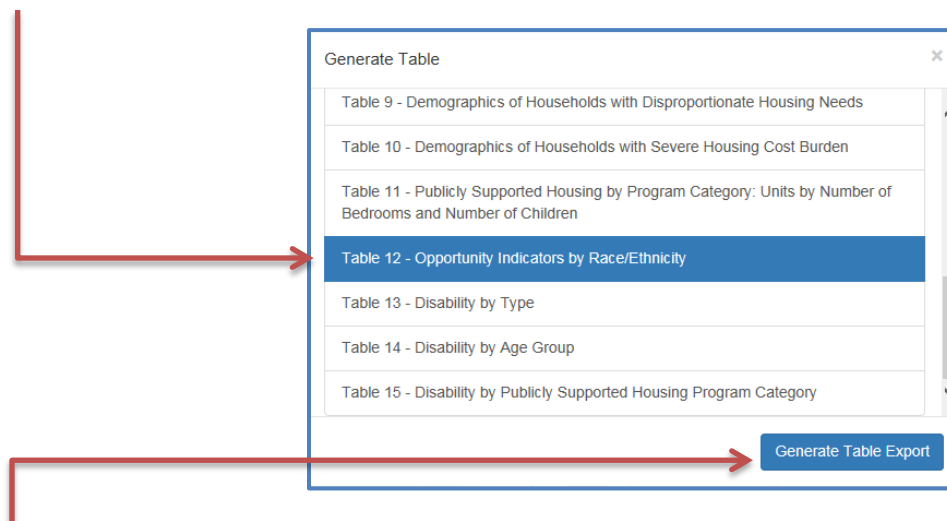 Generate Table
×
Table 9 - Demographics of Households with Disproportionate Housing Needs
Table 10 - Demographics of Households with Severe Housing Cost Burden
Table 11 - Publicly Supported Housing by Program Category: Units by Number of
Bedrooms and Number of Children
Table 12 - Opportunity Indicators by Race/Ethnicity
Table 13 - Disability by Type
Table 14 - Disability by Age Group
Table 15 - Disability by Publicly Supported Housing Program Category
Generate Table Export